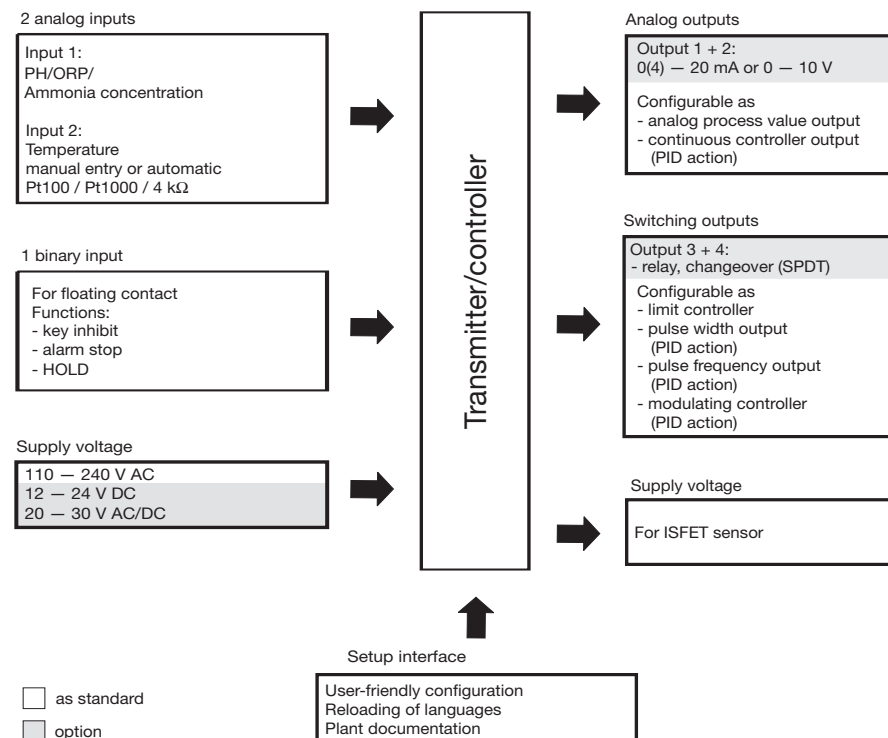 2 analog inputs
Input 1:
PH/ORP/
Ammonia concentration
Input 2:
Temperature
manual entry or automatic
Pt100 / Pt1000 / 4 kΩ
1 binary input
For floating contact
Functions:
- key inhibit
- alarm stop
- HOLD
Supply voltage
110 — 240 V AC
12 — 24 V DC
20 — 30 V AC/DC
Transmitter/controller
Analog outputs
Output 1 + 2:
0(4) — 20 mA or 0 — 10 V
Configurable as
- analog process value output
- continuous controller output
(PID action)
Switching outputs
Output 3 + 4:
- relay, changeover (SPDT)
Configurable as
- limit controller
- pulse width output
(PID action)
- pulse frequency output
(PID action)
- modulating controller
(PID action)
Supply voltage
For ISFET sensor
Setup interface
User-friendly configuration
Reloading of languages
Plant documentation
as standard
option